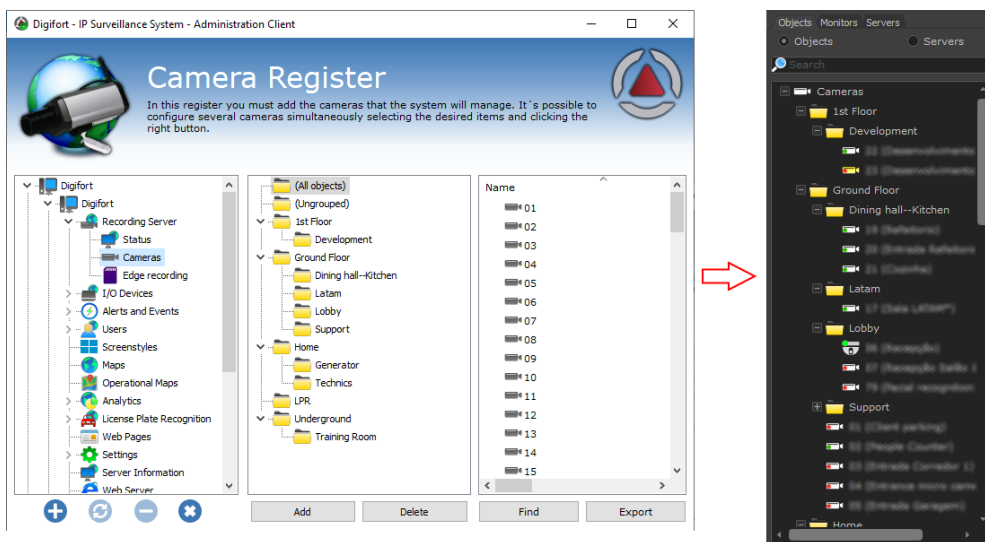 Digifort - IP Surveillance System - Administration Client
Camera Register
In this register you must add the cameras that the system will manage. It´s possible to
configure several cameras simultaneously selecting the desired items and clicking the
right button.
Digifort
Digifort
Recording Server
Status
Cameras
Edge recording
I/O Devices
Alerts and Events
Users
Screenstyles
Maps
Operational Maps
Analytics
License Plate Recognition
Web Pages
Settings
Server Information
Web Server
(All objects)
(Ungrouped)
1st Floor
Development
Ground Floor
Dining hall--Kitchen
Latam
Lobby
Support
Home
Generator
Technics
LPR
Underground
Training Room
Name
01
02
03
04
05
06
07
08
09
10
11
12
13
14
15
Add
Delete
Find
Export
Objects Monitors Servers
Objects Servers
Search
Cameras
1st Floor
Development
Ground Floor
Dining hall--Kitchen
Latam
Lobby
Support
Home